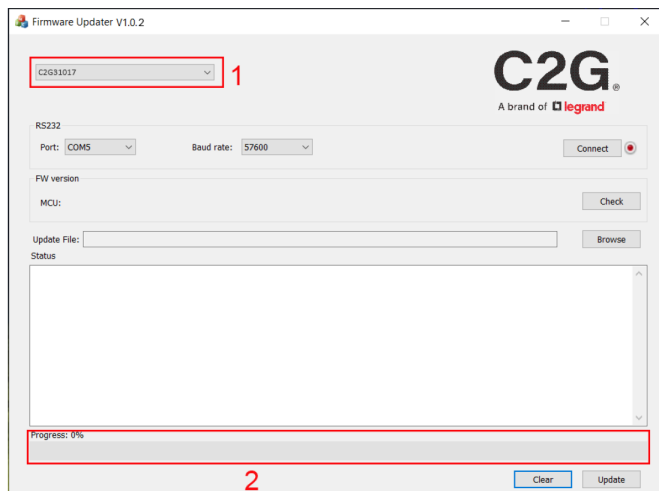 Firmware Updater V1.0.2
C2G31017
1
C2G®
A brand of legrand
RS232
Port: COM5 Baud rate: 57600 Connect
FW version
MCU: Check
Update File: Browse
Status
Progress: 0%
2
Clear Update